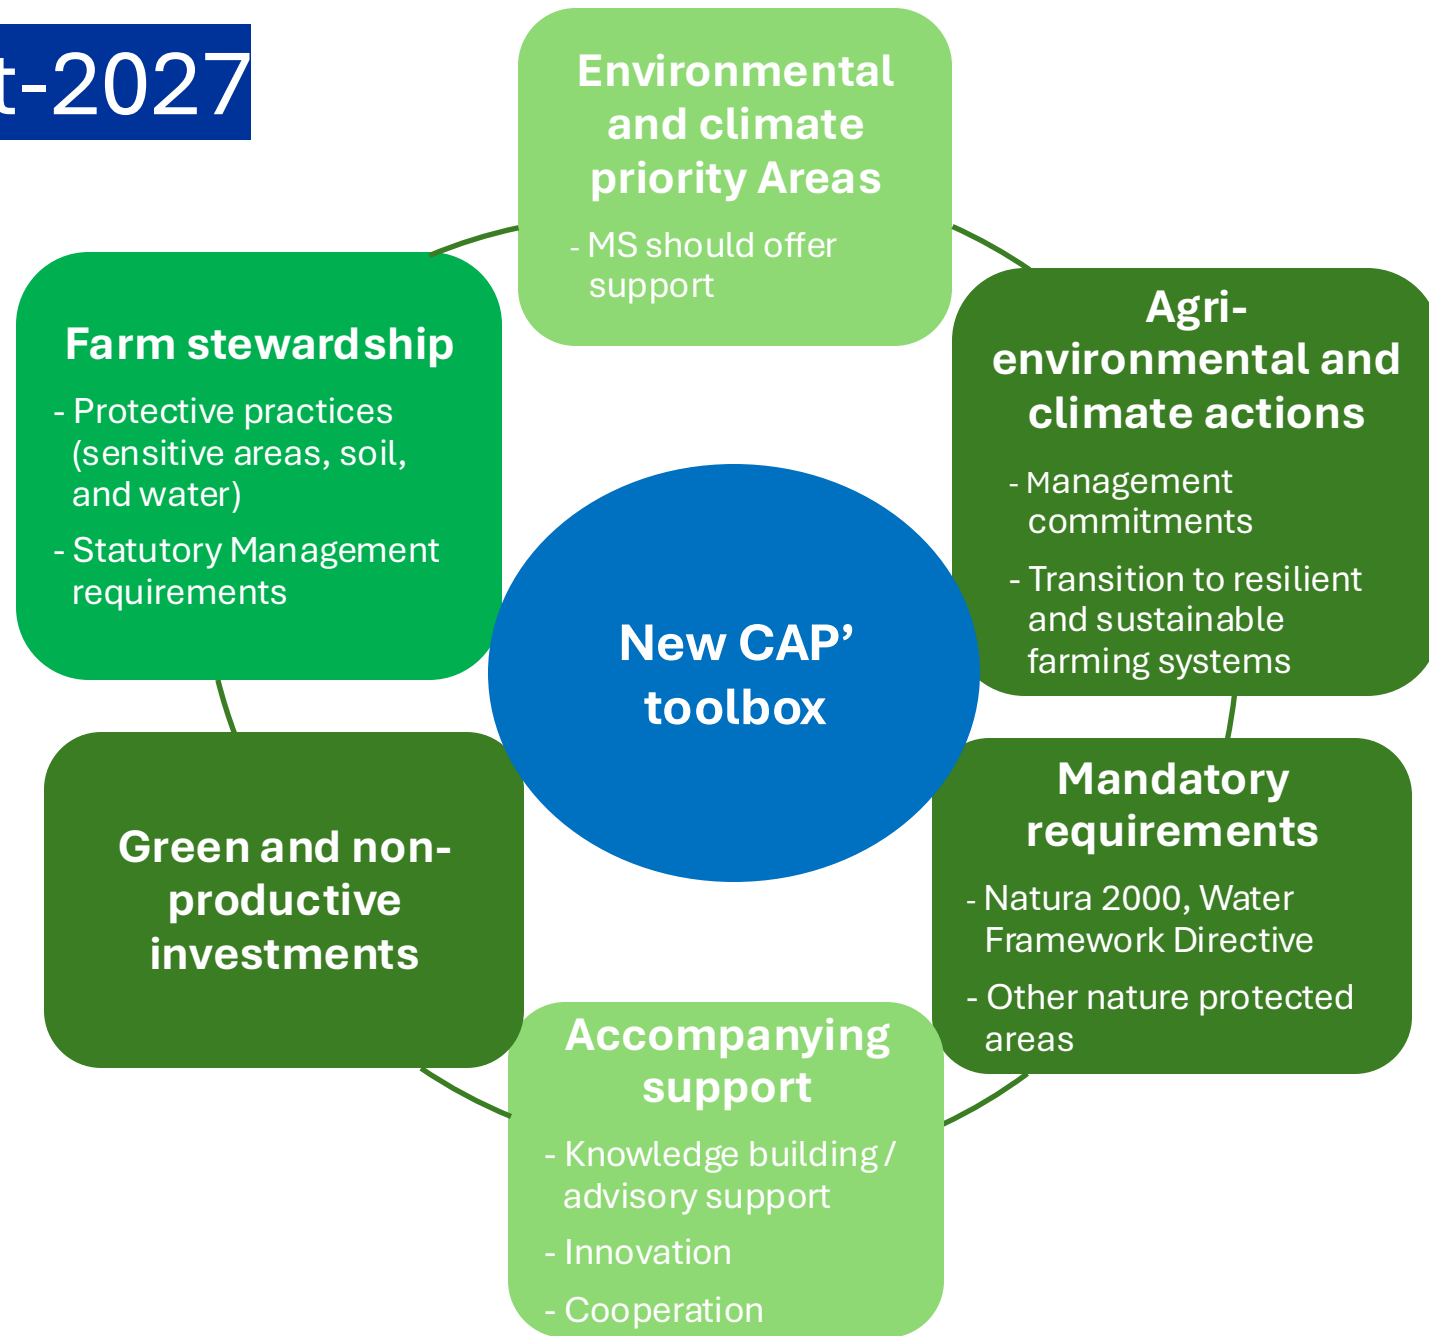 t-2027
Environmental
and climate
priority Areas
- MS should offer
support
Agri-
environmental and
climate actions
- Management
commitments
- Transition to resilient
and sustainable
farming systems
Farm stewardship
- Protective practices
(sensitive areas, soil,
and water)
- Statutory Management
requirements
New CAP’
toolbox
Mandatory
requirements
- Natura 2000, Water
Framework Directive
- Other nature protected
areas
Green and non-
productive
investments
Accompanying
support
- Knowledge building /
advisory support
- Innovation
- Cooperation